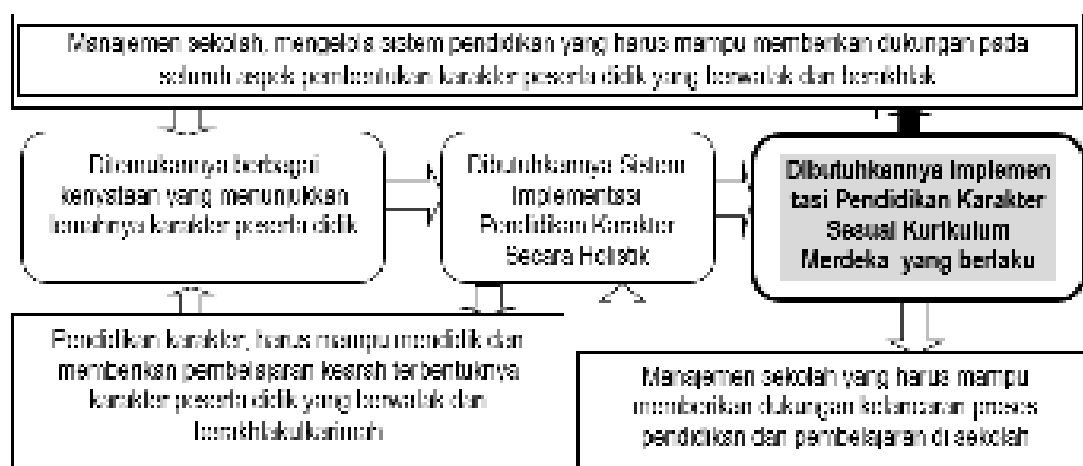 Manajemen sekolah, mengelola sistem pendidikan yang harus mampu memberikan dukungan pada
seluruh aspek pembentukan karakter peserta didik yang berwatak dan berakhlak
Ditemukannya berbagai
kenyataan yang menunjukkan
lemahnya karakter peserta didik
Dibutuhkannya Sistem
Implementasi
Pendidikan Karakter
Secara Holistik
Dibutuhkannya Implemen
tasi Pendidikan Karakter
Sesuai Kurikulum
Merdeka yang berlaku
Pendidikan karakter, harus mampu mendidik dan
memberikan pembelajaran kearah terbentuknya
karakter peserta didik yang berwatak dan
berakhlakulkarimah
Manajemen sekolah yang harus mampu
memberikan dukungan kelancaran proses
pendidikan dan pembelajaran di sekolah